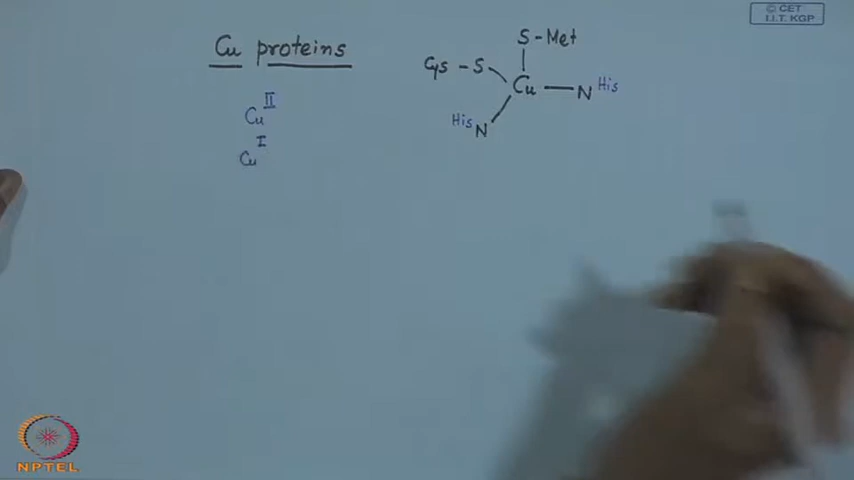 © CET
I.I.T. KGP
Cu proteins
S-Met
Cys-S
Cu
N His
His N
Cu II
Cu I
NPTEL